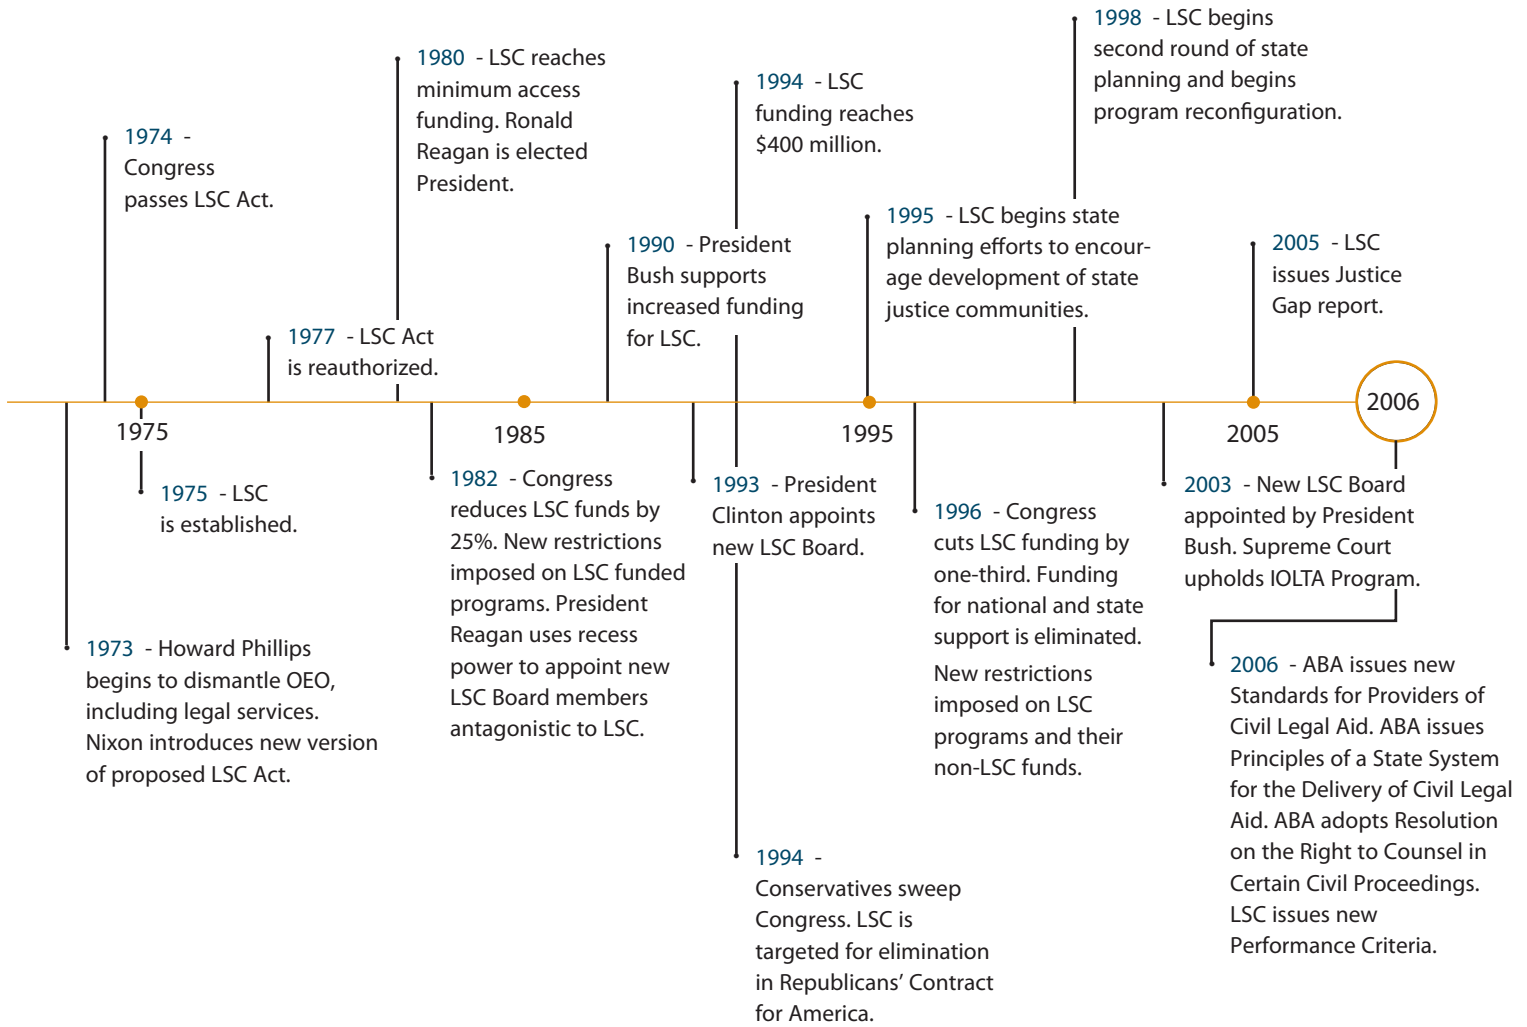 1974 -
Congress
passes LSC Act.
1977 - LSC Act
is reauthorized.
1980 - LSC reaches
minimum access
funding. Ronald
Reagan is elected
President.
1990 - President
Bush supports
increased funding
for LSC.
1994 - LSC
funding reaches
$400 million.
1995 - LSC begins state
planning efforts to encour-
age development of state
justice communities.
1998 - LSC begins
second round of state
planning and begins
program reconfiguration.
2005 - LSC
issues Justice
Gap report.
1975
1985
1995
2005
2006
1973 - Howard Phillips
begins to dismantle OEO,
including legal services.
Nixon introduces new version
of proposed LSC Act.
1975 - LSC
is established.
1982 - Congress
reduces LSC funds by
25%. New restrictions
imposed on LSC funded
programs. President
Reagan uses recess
power to appoint new
LSC Board members
antagonistic to LSC.
1993 - President
Clinton appoints
new LSC Board.
1994 -
Conservatives sweep
Congress. LSC is
targeted for elimination
in Republicans’ Contract
for America.
1996 - Congress
cuts LSC funding by
one-third. Funding
for national and state
support is eliminated.
New restrictions
imposed on LSC
programs and their
non-LSC funds.
2003 - New LSC Board
appointed by President
Bush. Supreme Court
upholds IOLTA Program.
2006 - ABA issues new
Standards for Providers of
Civil Legal Aid. ABA issues
Principles of a State System
for the Delivery of Civil Legal
Aid. ABA adopts Resolution
on the Right to Counsel in
Certain Civil Proceedings.
LSC issues new
Performance Criteria.